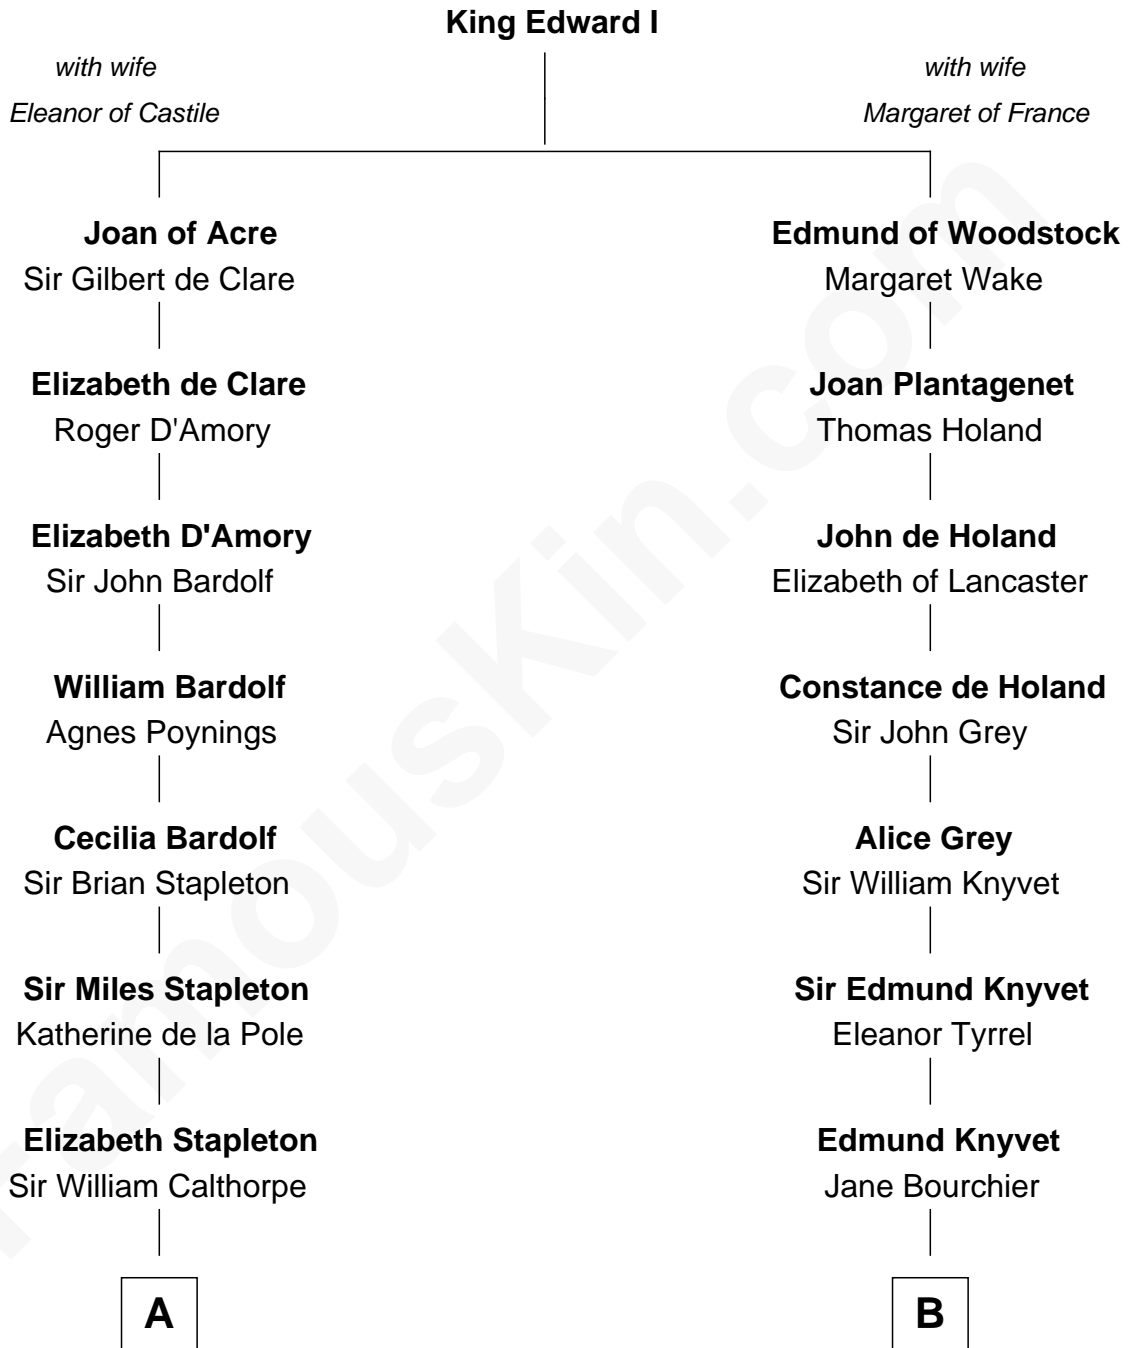 King Edward I
with wife
Eleanor of Castile
with wife
Margaret of France
Joan of Acre
Sir Gilbert de Clare
Elizabeth de Clare
Roger D'Amory
Elizabeth D'Amory
Sir John Bardolf
William Bardolf
Agnes Poynings
Cecilia Bardolf
Sir Brian Stapleton
Sir Miles Stapleton
Katherine de la Pole
Elizabeth Stapleton
Sir William Calthorpe
A
Edmund of Woodstock
Margaret Wake
Joan Plantagenet
Thomas Holand
John de Holand
Elizabeth of Lancaster
Constance de Holand
Sir John Grey
Alice Grey
Sir William Knyvet
Sir Edmund Knyvet
Eleanor Tyrrel
Edmund Knyvet
Jane Bourchier
B
FamousKin.com